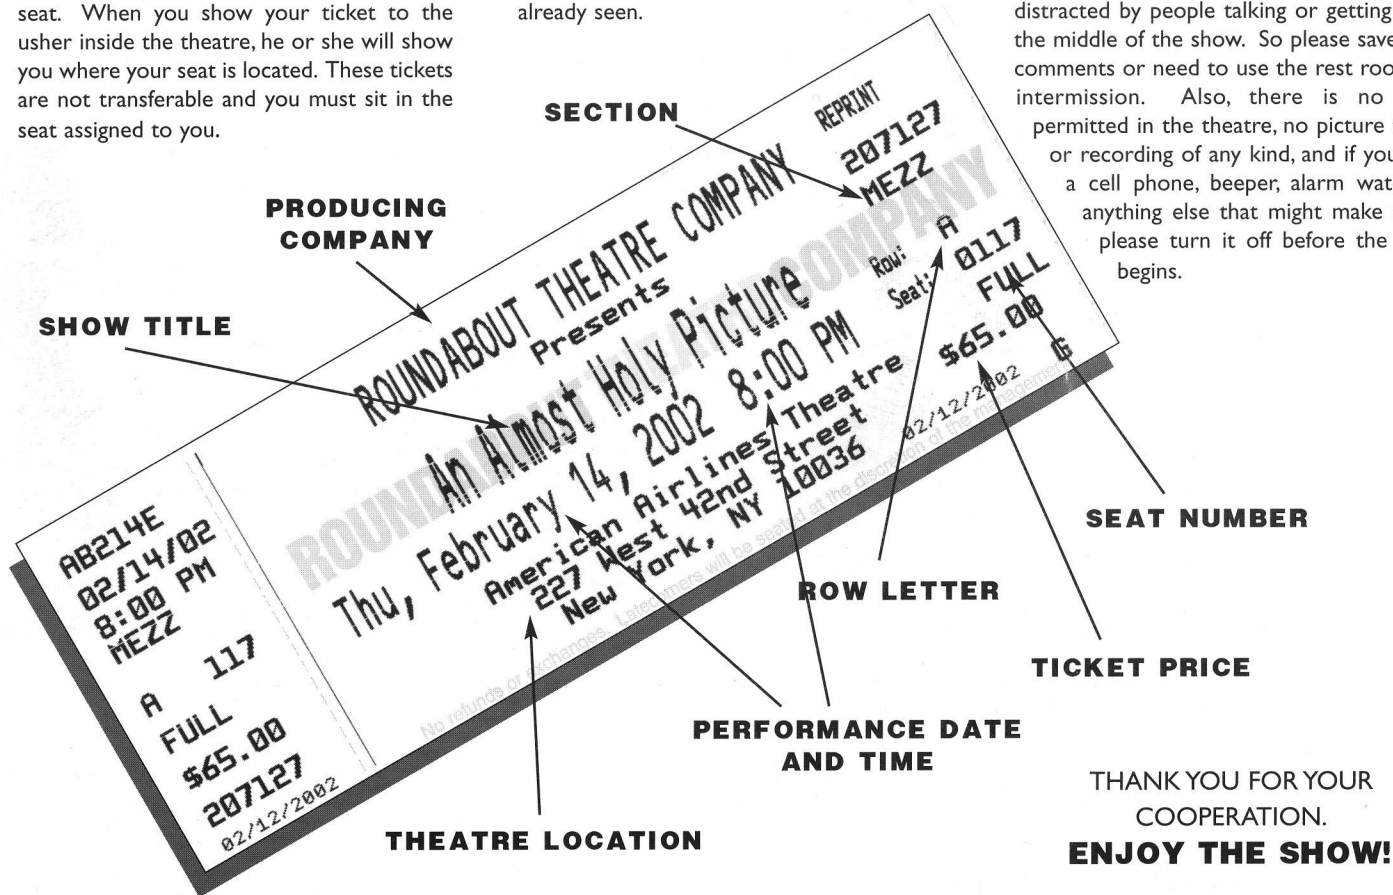 seat. When you show your ticket to the
usher inside the theatre, he or she will show
you where your seat is located. These tickets
are not transferable and you must sit in the
seat assigned to you.
already seen.
distracted by people talking or getting
the middle of the show. So please save
comments or need to use the rest
intermission. Also, there is no
permitted in the theatre, no picture
or recording of any kind, and if you
a cell phone, beeper, alarm
anything else that might make
please turn it off before the
begins.
SECTION
PRODUCING
COMPANY
SHOW TITLE
REPRINT
207127
MEZZ
Row: A
Seat: 0117
FULL
$65.00
G
02/12/2002
ROUNDABOUT THEATRE COMPANY
Presents
An Almost Holy Picture
Thu, February 14, 2002 8:00 PM
American Airlines Theatre
227 West 42nd Street
New York, NY 10036
ROUNDABOUT THEATRE COMPANY
No refunds or exchanges. Latecomers will be seated at the discretion of the management
AB214E
02/14/02
8:00 PM
MEZZ
A 117
FULL
$65.00
207127
02/12/2002
SEAT NUMBER
ROW LETTER
TICKET PRICE
PERFORMANCE DATE
AND TIME
THEATRE LOCATION
THANK YOU FOR YOUR
COOPERATION.
ENJOY THE SHOW!